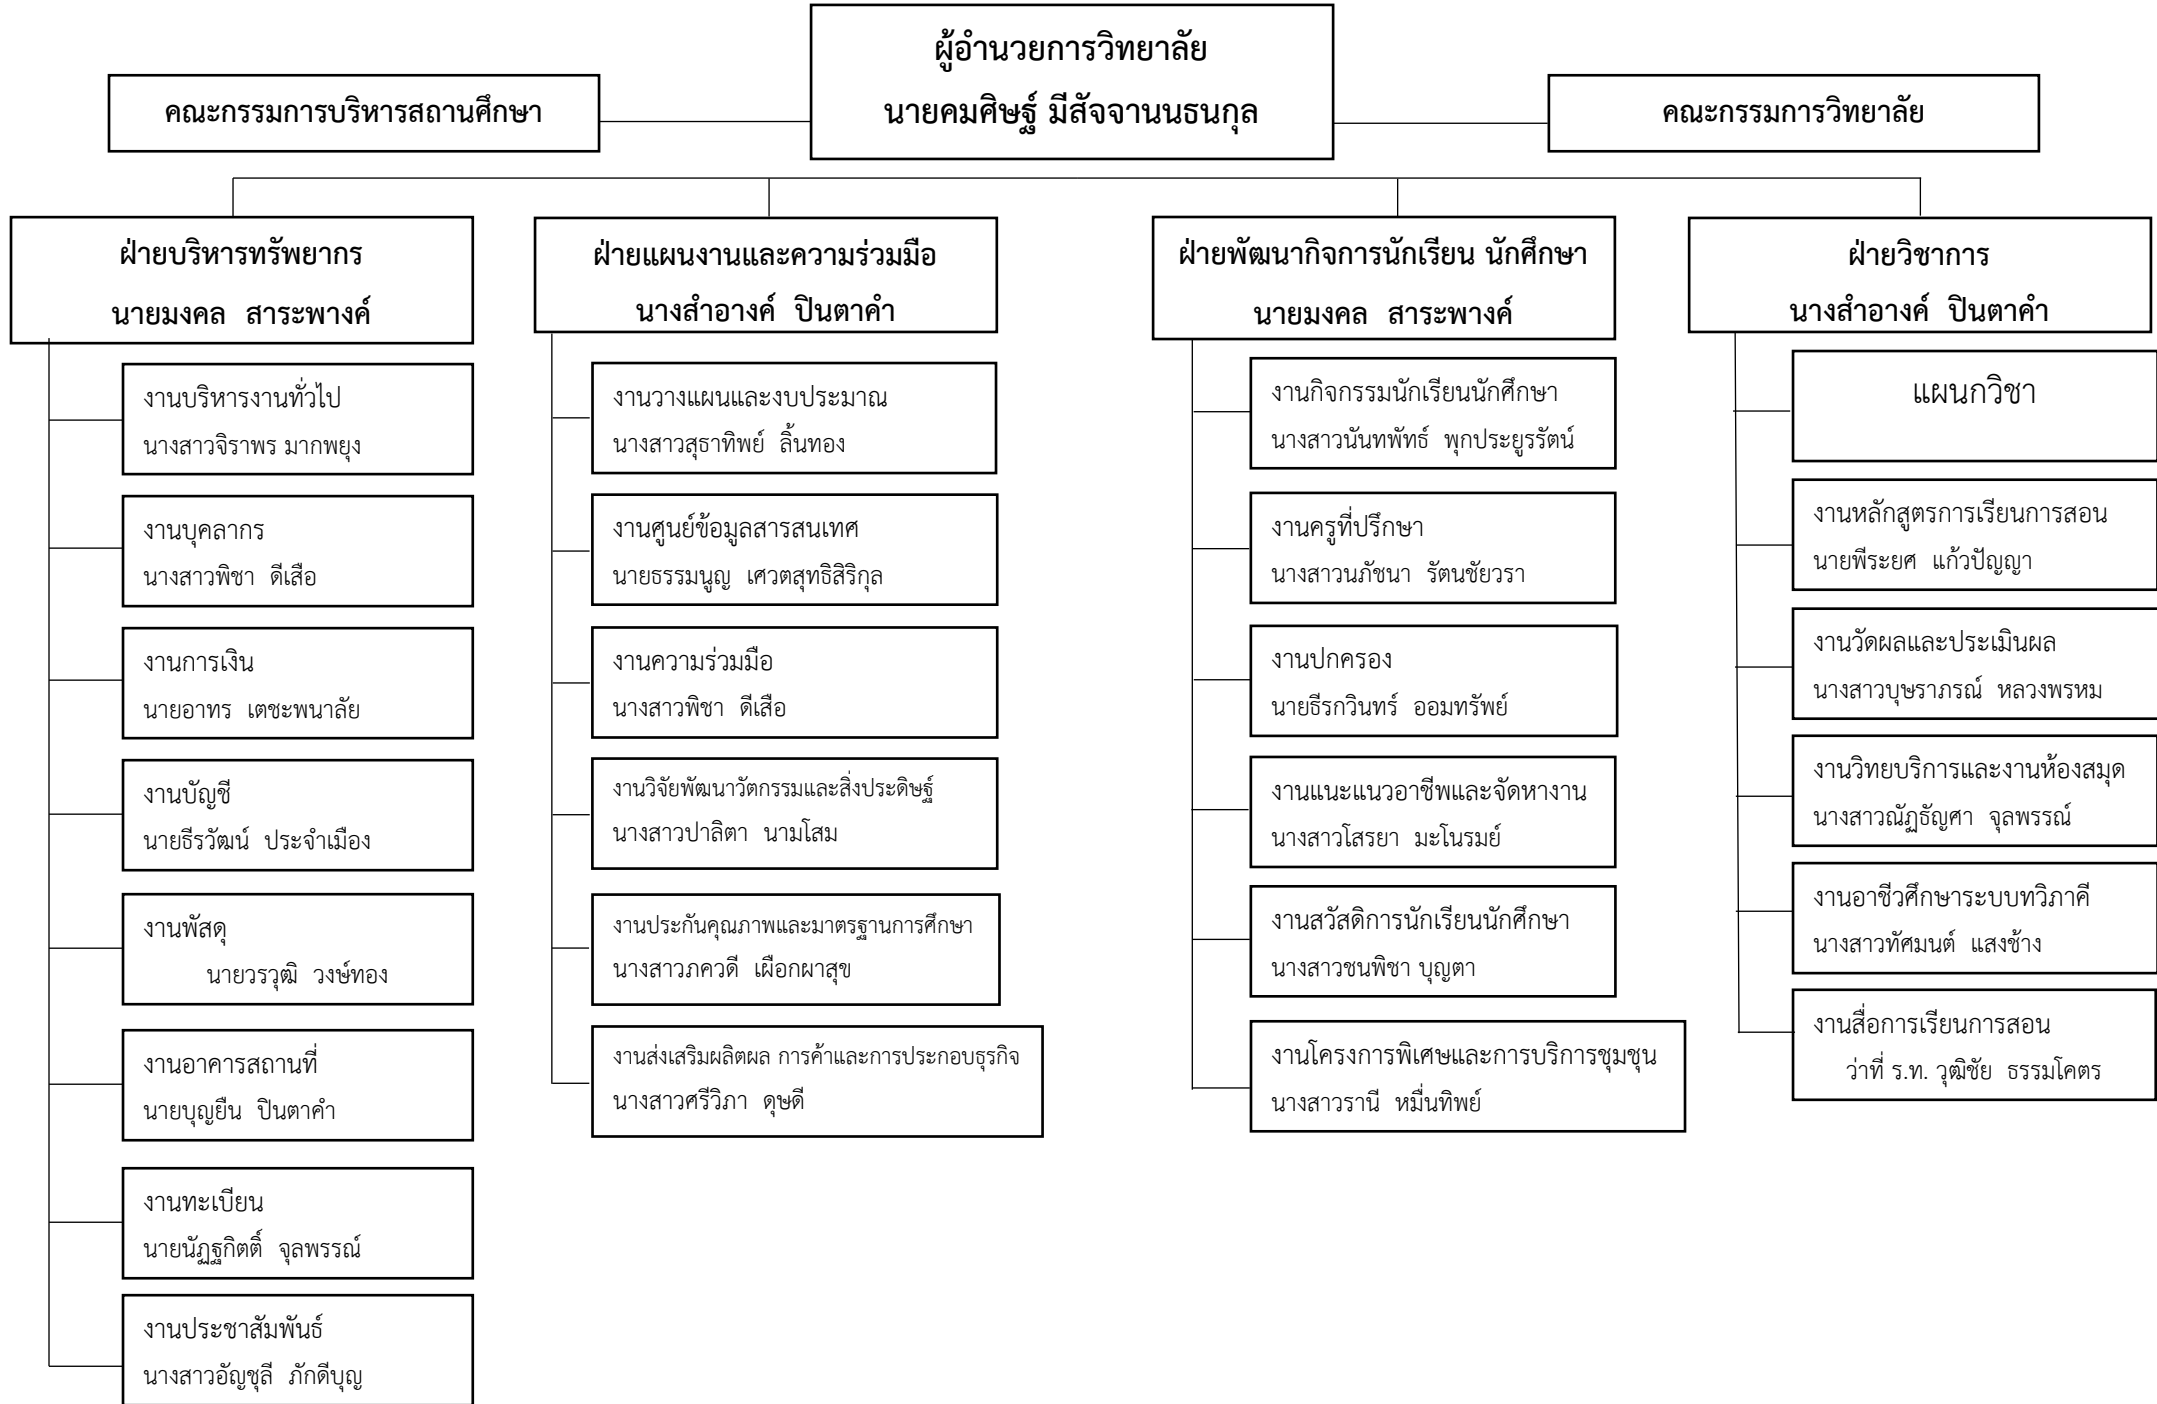 ผู้อำนวยการวิทยาลัย
นายคมศิษฐ์ มีสัจจานนธนกุล
คณะกรรมการบริหารสถานศึกษา
คณะกรรมการวิทยาลัย
ฝ่ายบริหารทรัพยากร
นายมงคล สาระพางค์
งานบริหารงานทั่วไป
นางสาวจิราพร มากพยุง
งานบุคลากร
นางสาวพิชา ดีเสือ
งานการเงิน
นายอาทร เตชะพนาลัย
งานบัญชี
นายธีรวัฒน์ ประจำเมือง
งานพัสดุ
นายวรวุฒิ วงษ์ทอง
งานอาคารสถานที่
นายบุญยืน ปินตาคำ
งานทะเบียน
นายนัฏฐกิตติ์ จุลพรรณ์
งานประชาสัมพันธ์
นางสาวอัญชุลี ภักดีบุญ
ฝ่ายแผนงานและความร่วมมือ
นางสำอางค์ ปินตาคำ
งานวางแผนและงบประมาณ
นางสาวสุธาทิพย์ ลิ้นทอง
งานศูนย์ข้อมูลสารสนเทศ
นายธรรมนูญ เศวตสุทธิสิริกุล
งานความร่วมมือ
นางสาวพิชา ดีเสือ
งานวิจัยพัฒนาวัตกรรมและสิ่งประดิษฐ์
นางสาวปาลิตา นามโสม
งานประกันคุณภาพและมาตรฐานการศึกษา
นางสาวภควดี เผือกผาสุข
งานส่งเสริมผลิตผล การค้าและการประกอบธุรกิจ
นางสาวศรีวิภา ดุษดี
ฝ่ายพัฒนากิจการนักเรียน นักศึกษา
นายมงคล สาระพางค์
งานกิจกรรมนักเรียนนักศึกษา
นางสาวนันทพัทธ์ พุกประยูรรัตน์
งานครูที่ปรึกษา
นางสาวนภัชนา รัตนชัยวรา
งานปกครอง
นายธีรกวินทร์ ออมทรัพย์
งานแนะแนวอาชีพและจัดหางาน
นางสาวโสรยา มะโนรมย์
งานสวัสดิการนักเรียนนักศึกษา
นางสาวชนพิชา บุญตา
งานโครงการพิเศษและการบริการชุมชุน
นางสาวรานี หมื่นทิพย์
ฝ่ายวิชาการ
นางสำอางค์ ปินตาคำ
แผนกวิชา
งานหลักสูตรการเรียนการสอน
นายพีระยศ แก้วปัญญา
งานวัดผลและประเมินผล
นางสาวบุษราภรณ์ หลวงพรหม
งานวิทยบริการและงานห้องสมุด
นางสาวณัฏธัญศา จุลพรรณ์
งานอาชีวศึกษาระบบทวิภาคี
นางสาวทัศมนต์ แสงช้าง
งานสื่อการเรียนการสอน
ว่าที่ ร.ท. วุฒิชัย ธรรมโคตร